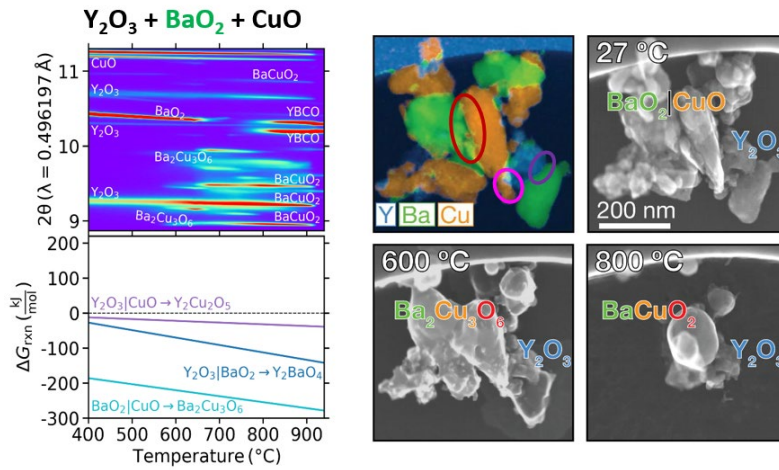 Y₂O₃ + BaO₂ + CuO
2θ (λ = 0.496197 Å)
11
10
9
CuO
BaCuO₂
Y₂O₃
BaO₂
YBCO
Y₂O₃
YBCO
Ba₂Cu₃O₆
BaCuO₂
Y₂O₃
BaCuO₂
Ba₂Cu₃O₆
BaCuO₂
ΔG_rxn (kJ/mol)
200
100
0
-100
-200
-300
Y₂O₃|CuO→Y₂Cu₂O₅
Y₂O₃|BaO₂→Y₂BaO₄
BaO₂|CuO→Ba₂Cu₃O₆
400 500 600 700 800 900
Temperature (°C)
Y Ba Cu
27 °C
BaO₂|CuO
Y₂O₃
200 nm
600 °C
Ba₂Cu₃O₆
Y₂O₃
800 °C
BaCuO₂
Y₂O₃